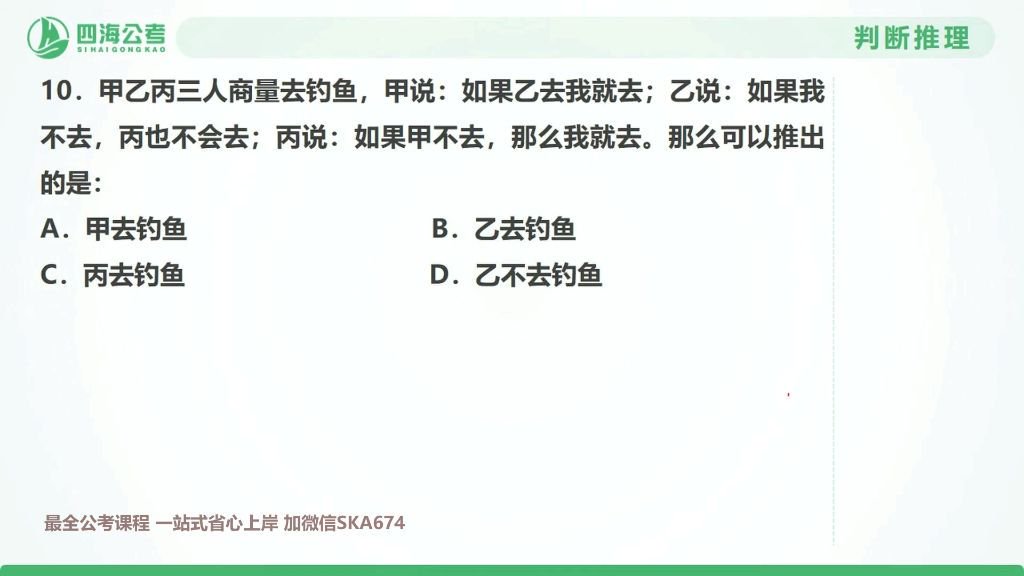 四海公考
SIHAIGONGKAO
判断推理
10．甲乙丙三人商量去钓鱼，甲说：如果乙去我就去；乙说：如果我
不去，丙也不会去；丙说：如果甲不去，那么我就去。那么可以推出
的是：
A．甲去钓鱼 B．乙去钓鱼
C．丙去钓鱼 D．乙不去钓鱼
最全公考课程 一站式省心上岸 加微信SKA674